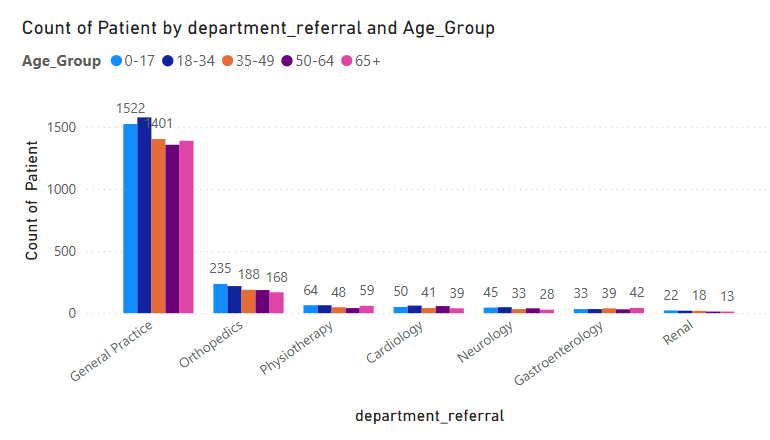 Count of Patient by department_referral and Age_Group
Age_Group 0-17 18-34 35-49 50-64 65+
Count of Patient
1500
1000
500
0
1522 1401
235 188 168
64 48 59
50 41 39
45 33 28
33 39 42
22 18 13
General Practice
Orthopedics
Physiotherapy
Cardiology
Neurology
Gastroenterology
Renal
department_referral